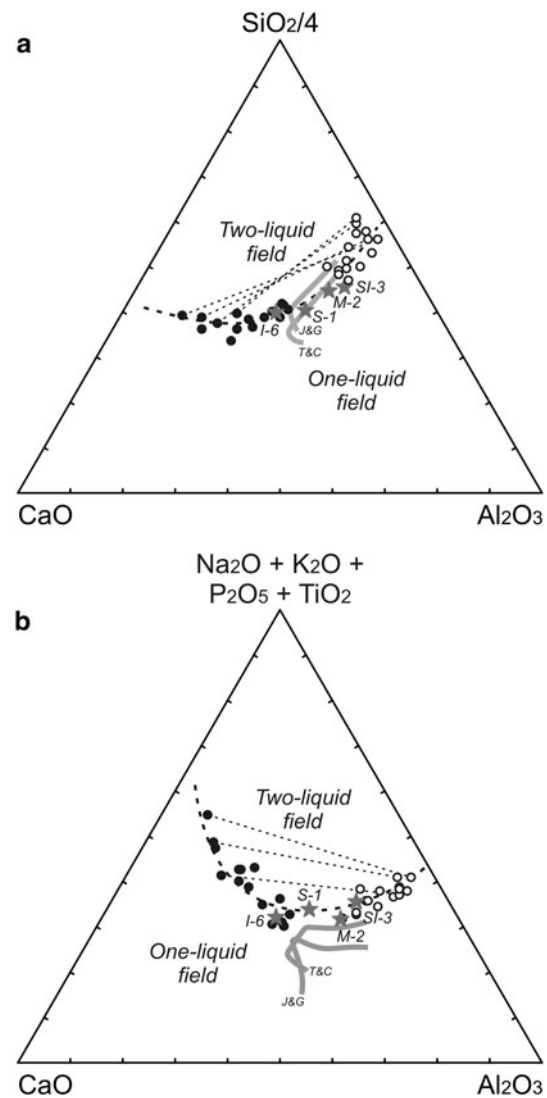 a
SiO₂/4
Two-liquid
field
SI-3
M-2
S-1
I-6
J&G
T&C
One-liquid
field
CaO
Al₂O₃
b
Na₂O + K₂O +
P₂O₅ + TiO₂
Two-liquid
field
S-1
I-6
SI-3
M-2
One-liquid
field
T&C
J&G
CaO
Al₂O₃